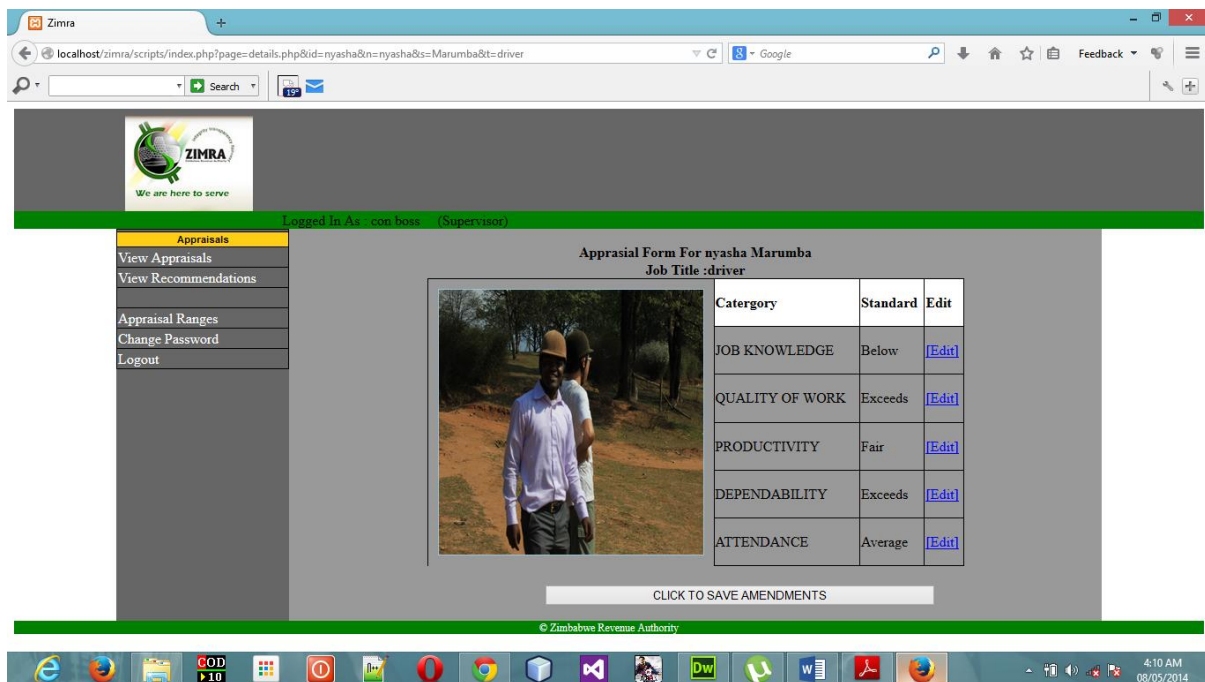 Zimra
localhost/zimra/scripts/index.php?page=details.php&id=nyasha&n=nyasha&s=Marumba&t=driver
Google
Feedback
Search
19°
ZIMRA
We are here to serve
Logged In As : con boss (Supervisor)
Appraisals
View Appraisals
View Recommendations
Appraisal Ranges
Change Password
Logout
Apprasial Form For nyasha Marumba
Job Title :driver
Catergory Standard Edit
JOB KNOWLEDGE Below [Edit]
QUALITY OF WORK Exceeds [Edit]
PRODUCTIVITY Fair [Edit]
DEPENDABILITY Exceeds [Edit]
ATTENDANCE Average [Edit]
CLICK TO SAVE AMENDMENTS
© Zimbabwe Revenue Authority
COD
10
Dw
4:10 AM
08/05/2014